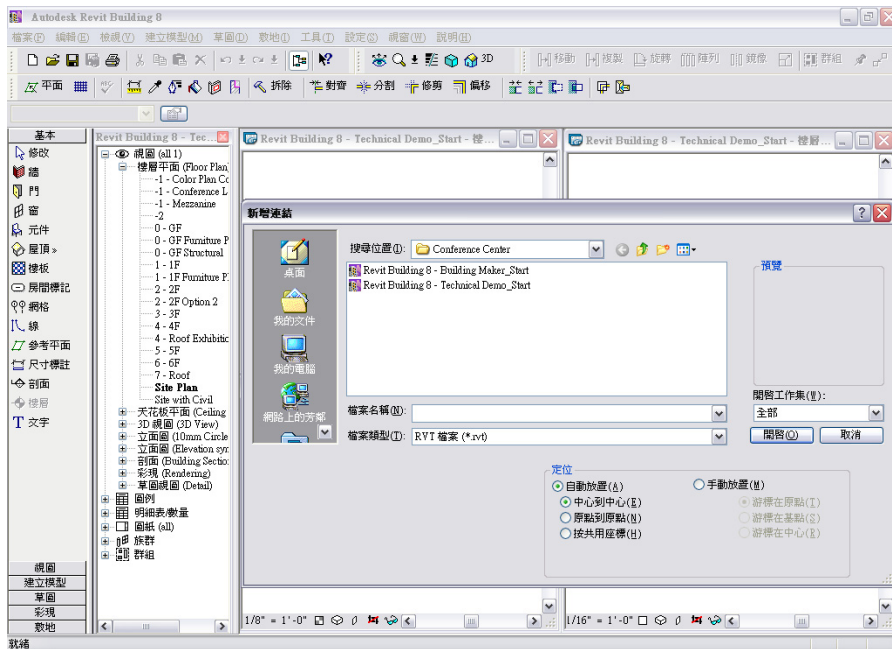 Autodesk Revit Building 8
檔案(F) 編輯(E) 檢視(V) 建立模型(M) 草圖(D) 敷地(I) 工具(T) 設定(S) 視窗(W) 說明(H)
3D 移動 複製 旋轉 陣列 鏡像 群組
平面 拆除 對齊 分割 修剪 偏移
基本
修改
牆
門
窗
元件
屋頂 »
樓板
房間標記
網格
線
參考平面
尺寸標註
剖面
樓層
文字
視圖
建立模型
草圖
彩現
敷地
就緒
Revit Building 8 - Tec...
視圖 (all 1)
樓層平面 (Floor Plan
-1 - Color Plan Co
-1 - Conference L
-1 - Mezzanine
-2
0 - GF
0 - GF Furniture P
0 - GF Structural
1 - 1F
1 - 1F Furniture P
2 - 2F
2 - 2F Option 2
3 - 3F
4 - 4F
4 - Roof Exhibitic
5 - 5F
6 - 6F
7 - Roof
Site Plan
Site with Civil
天花板平面 (Ceiling
3D 視圖 (3D View)
立面圖 (10mm Circle
立面圖 (Elevation syr
剖面 (Building Sectio
彩現 (Rendering)
草圖視圖 (Detail)
圖例
明細表/數量
圖紙 (all)
族群
群組
Revit Building 8 - Technical Demo_Start - 樓...
Revit Building 8 - Technical Demo_Start - 樓層...
新增連結
桌面
我的文件
我的電腦
網路上的芳鄰
搜尋位置(I): Conference Center
Revit Building 8 - Building Maker_Start
Revit Building 8 - Technical Demo_Start
預覽
檔案名稱(N):
檔案類型(T): RVT 檔案 (*.rvt)
開啟工作集(W):
全部
開啟(O) 取消
定位
自動放置(A) 手動放置(M)
中心到中心(E) 游標在原點(T)
原點到原點(N) 游標在基點(S)
按共用座標(H) 游標在中心(R)
1/8" = 1'-0"
1/16" = 1'-0"